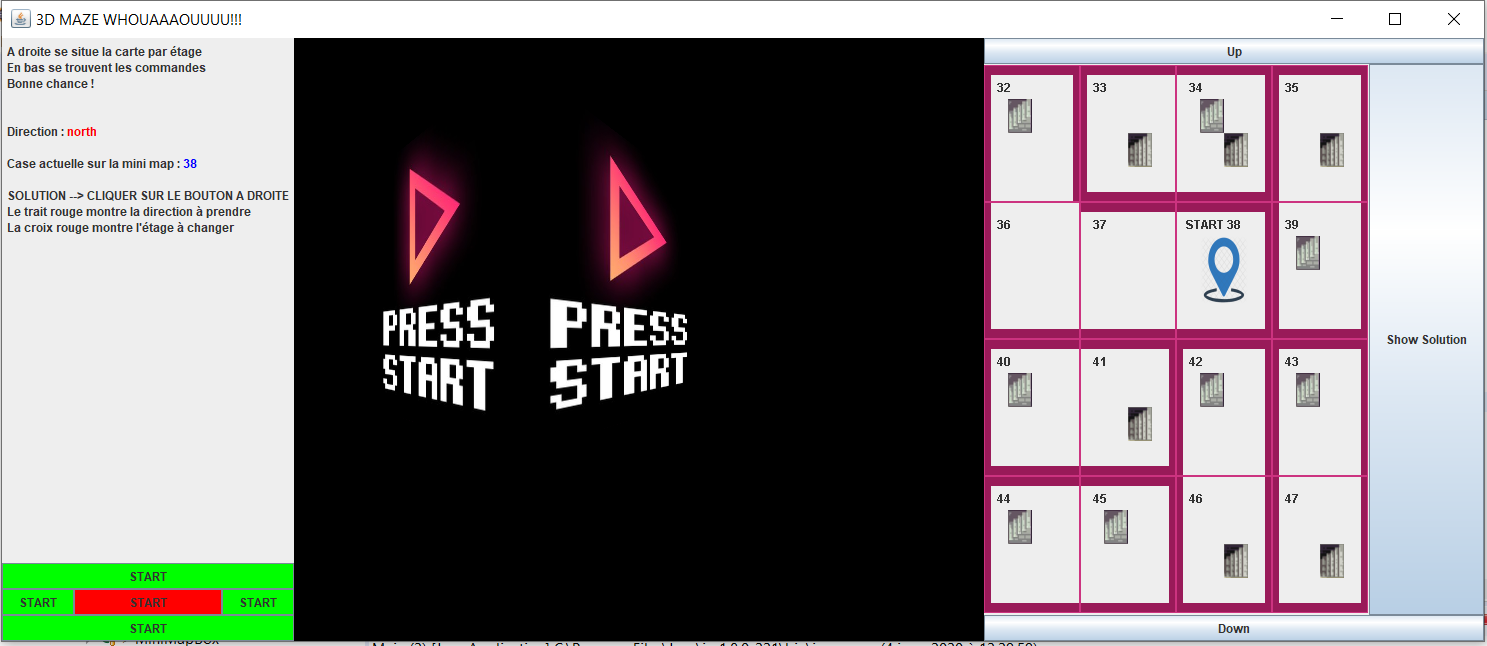 3D MAZE WHOUAAAOUUUU!!!
A droite se situe la carte par étage
En bas se trouvent les commandes
Bonne chance !
Direction : north
Case actuelle sur la mini map : 38
SOLUTION --> CLIQUER SUR LE BOUTON A DROITE
Le trait rouge montre la direction à prendre
La croix rouge montre l'étage à changer
START
START START START
START
PRESS START
PRESS START
Up
32 33 34 35
36 37 START 38 39
40 41 42 43
44 45 46 47
Show Solution
Down